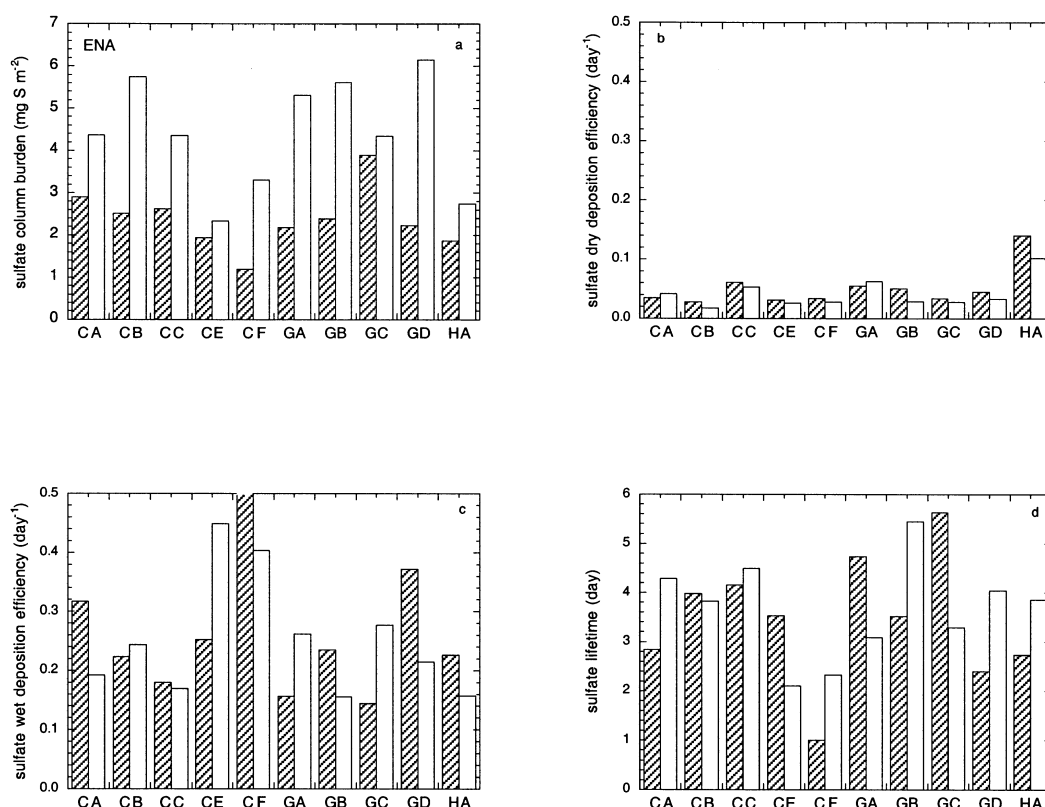 sulfate column burden (mg S m⁻²)
7
6
5
4
3
2
1
0
ENA
a
CA CB CC CE CF GA GB GC GD HA
sulfate dry deposition efficiency (day⁻¹)
0.5
0.4
0.3
0.2
0.1
0.0
b
CA CB CC CE CF GA GB GC GD HA
sulfate wet deposition efficiency (day⁻¹)
0.5
0.4
0.3
0.2
0.1
0.0
c
CA CB CC CE CF GA GB GC GD HA
sulfate lifetime (day)
6
5
4
3
2
1
0
d
CA CB CC CE CF GA GB GC GD HA